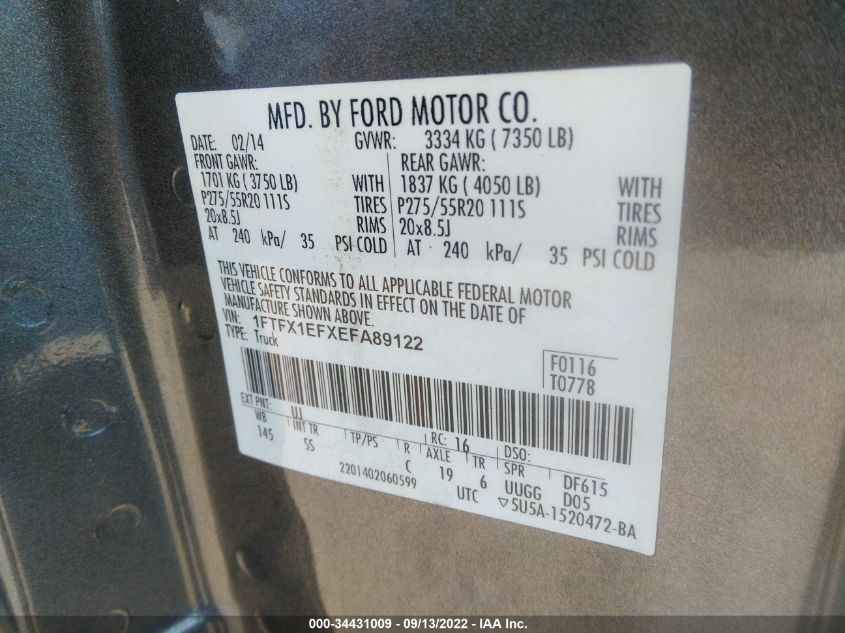 MFD. BY FORD MOTOR CO.
DATE: 02/14 GVWR: 3334 KG ( 7350 LB)
FRONT GAWR: REAR GAWR:
1701 KG ( 3750 LB) WITH 1837 KG ( 4050 LB) WITH
P275/55R20 111S TIRES P275/55R20 111S TIRES
20x8.5J RIMS 20x8.5J RIMS
AT 240 kPa/ 35 PSI COLD AT 240 kPa/ 35 PSI COLD
THIS VEHICLE CONFORMS TO ALL APPLICABLE FEDERAL MOTOR
VEHICLE SAFETY STANDARDS IN EFFECT ON THE DATE OF
MANUFACTURE SHOWN ABOVE.
VIN: 1FTFX1EFXEFA89122
TYPE: Truck
F0116
T0778
EXT PNT: UJ RC: 16 DSO:
WB INT TR TP/PS R AXLE TR SPR DF615
145 SS C 19 6 UUGG D05
2201402060599 UTC ▽5U5A-1520472-BA
000-34431009 - 09/13/2022 - IAA Inc.